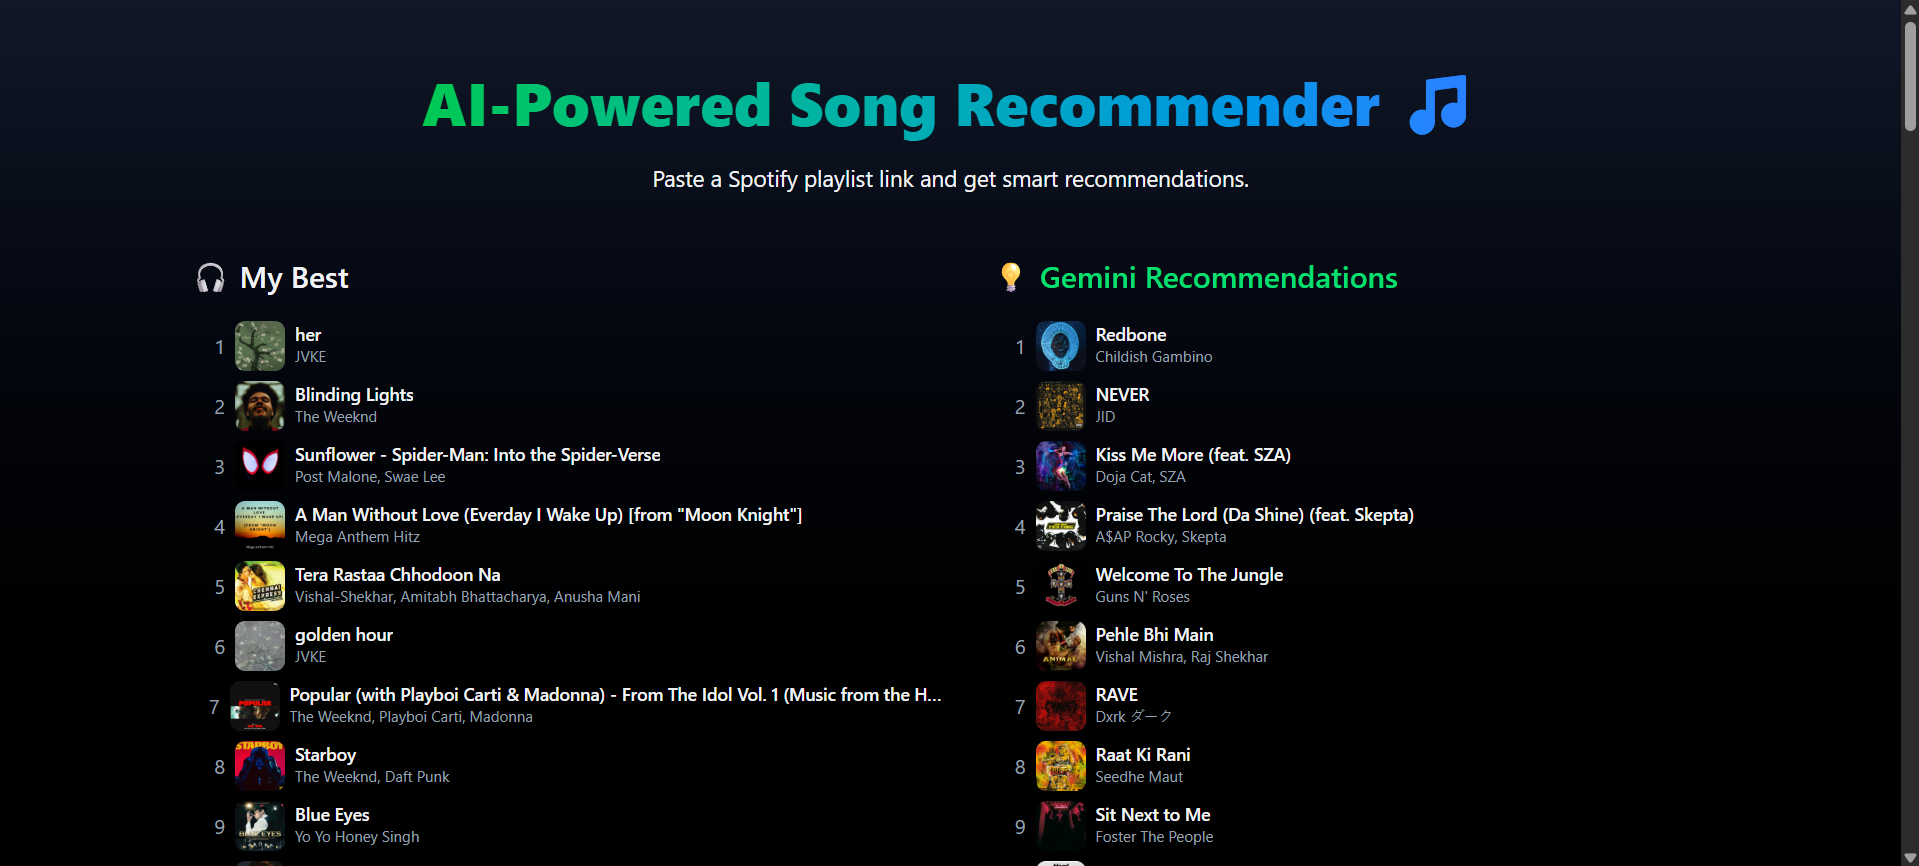 AI-Powered Song Recommender
Paste a Spotify playlist link and get smart recommendations.
My Best
1
her
JVKE
2
Blinding Lights
The Weeknd
3
Sunflower - Spider-Man: Into the Spider-Verse
Post Malone, Swae Lee
4
A Man Without Love (Everday I Wake Up) [from "Moon Knight"]
Mega Anthem Hitz
5
Tera Rastaa Chhodoon Na
Vishal-Shekhar, Amitabh Bhattacharya, Anusha Mani
6
golden hour
JVKE
7
Popular (with Playboi Carti & Madonna) - From The Idol Vol. 1 (Music from the H...
The Weeknd, Playboi Carti, Madonna
8
Starboy
The Weeknd, Daft Punk
9
Blue Eyes
Yo Yo Honey Singh
Gemini Recommendations
1
Redbone
Childish Gambino
2
NEVER
JID
3
Kiss Me More (feat. SZA)
Doja Cat, SZA
4
Praise The Lord (Da Shine) (feat. Skepta)
A$AP Rocky, Skepta
5
Welcome To The Jungle
Guns N' Roses
6
Pehle Bhi Main
Vishal Mishra, Raj Shekhar
7
RAVE
Dxrk ダーク
8
Raat Ki Rani
Seedhe Maut
9
Sit Next to Me
Foster The People